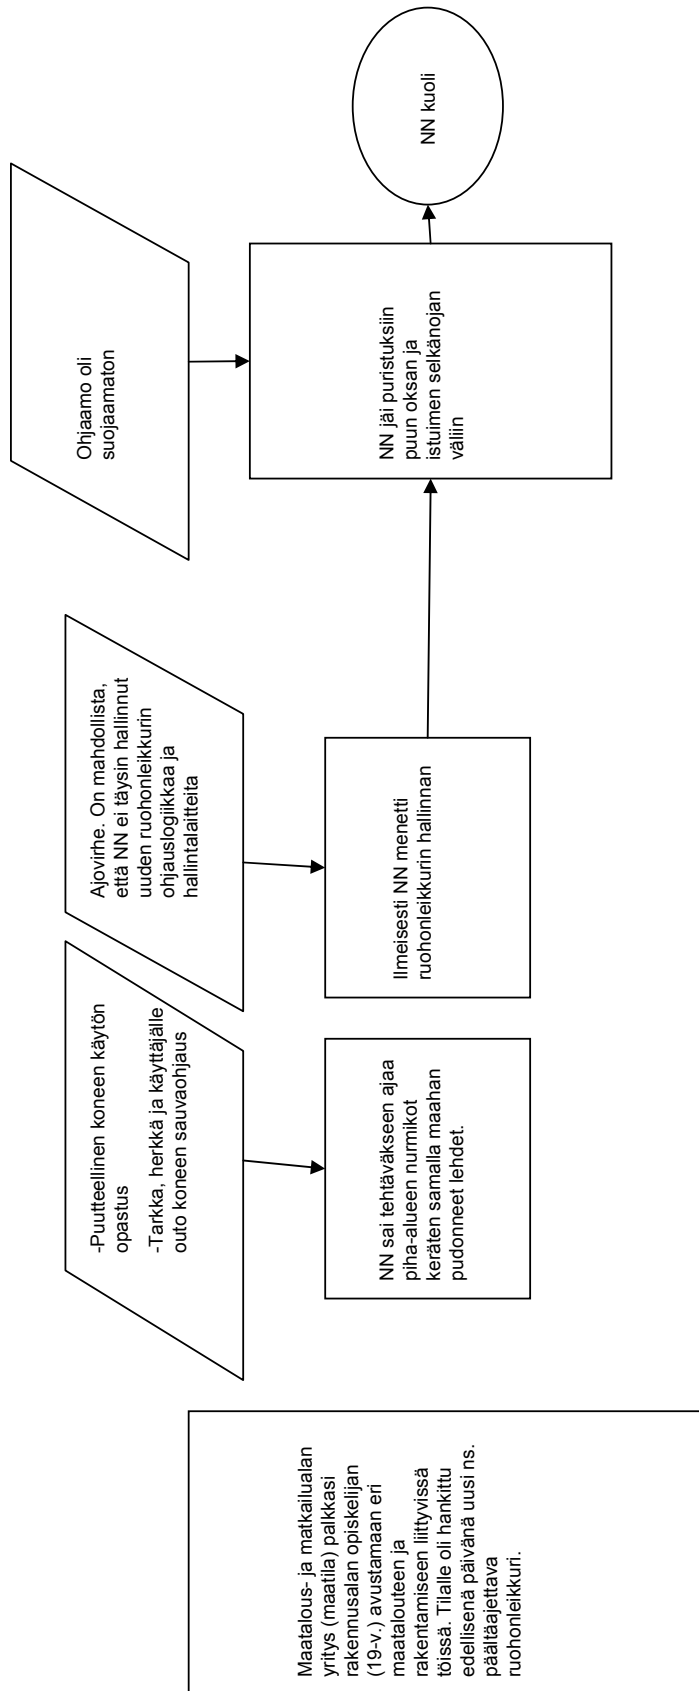 Maatalous- ja matkailualan
yritys (maatila) palkkasi
rakennusalan opiskelijan
(19-v.) avustamaan eri
maatalouteen ja
rakentamiseen liittyvissä
töissä. Tilalle oli hankittu
edellisenä päivänä uusi ns.
päältäajettava
ruohonleikkuri.
-Puutteellinen koneen käytön
opastus
-Tarkka, herkkä ja käyttäjälle
outo koneen sauvaohjaus
NN sai tehtäväkseen ajaa
piha-alueen nurmikot
keräten samalla maahan
pudonneet lehdet.
Ajovirhe. On mahdollista,
että NN ei täysin hallinnut
uuden ruohonleikkurin
ohjauslogiikkaa ja
hallintalaitteita
Ilmeisesti NN menetti
ruohonleikkurin hallinnan
Ohjaamo oli
suojaamaton
NN jäi puristuksiin
puun oksan ja
istuimen selkänojan
väliin
NN kuoli